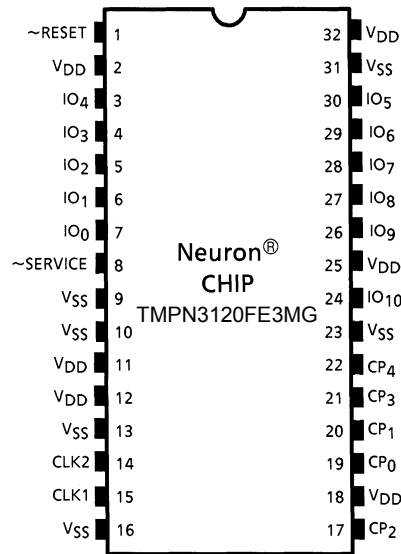 ~RESET 1 32 VDD
VDD 2 31 VSS
IO4 3 30 IO5
IO3 4 29 IO6
IO2 5 28 IO7
IO1 6 27 IO8
IO0 7 26 IO9
~SERVICE 8 25 VDD
VSS 9 24 IO10
VSS 10 23 VSS
VDD 11 22 CP4
VDD 12 21 CP3
VSS 13 20 CP1
CLK2 14 19 CP0
CLK1 15 18 VDD
VSS 16 17 CP2
Neuron®
CHIP
TMPN3120FE3MG